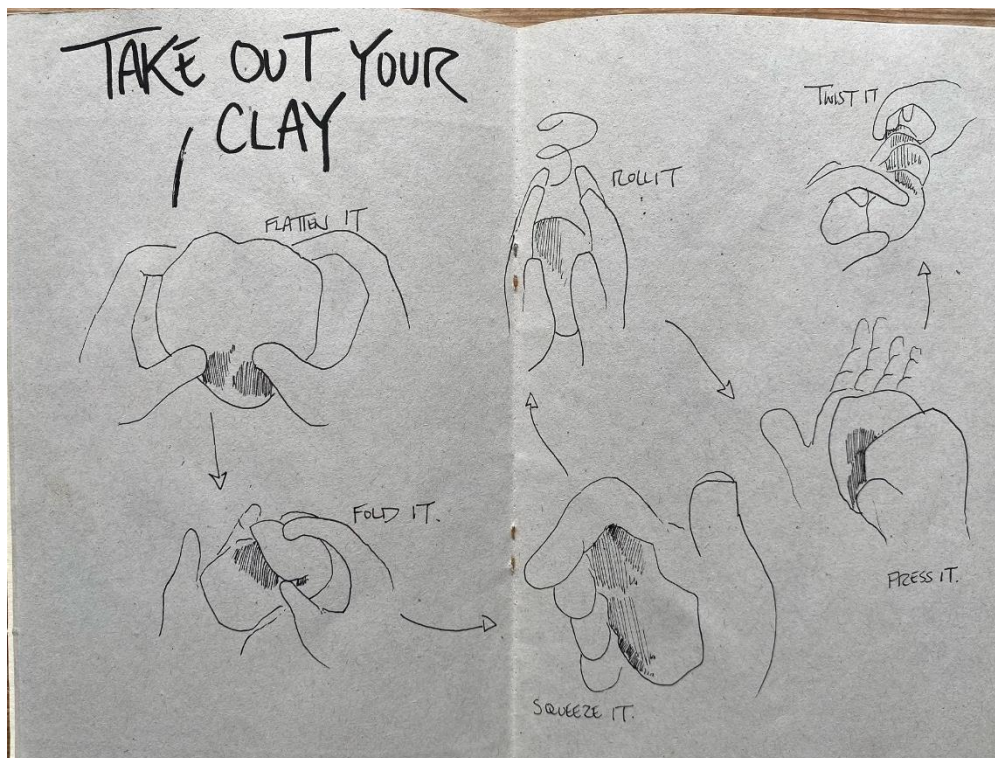 TAKE OUT YOUR
CLAY
FLATTEN IT
FOLD IT.
SQUEEZE IT.
ROLL IT
PRESS IT.
TWIST IT